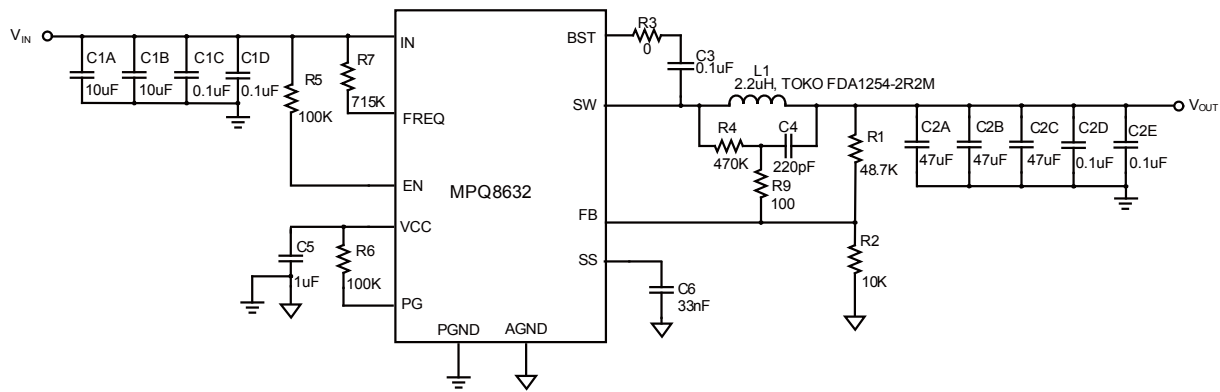 VIN
C1A
10uF
C1B
10uF
C1C
0.1uF
C1D
0.1uF
R5
100K
R7
715K
IN
FREQ
EN
VCC
PG
C5
1uF
R6
100K
MPQ8632
PGND
AGND
BST
SW
FB
SS
R3
0
C3
0.1uF
L1
2.2uH, TOKO FDA1254-2R2M
R4
470K
C4
220pF
R9
100
R1
48.7K
R2
10K
C6
33nF
C2A
47uF
C2B
47uF
C2C
47uF
C2D
0.1uF
C2E
0.1uF
VOUT